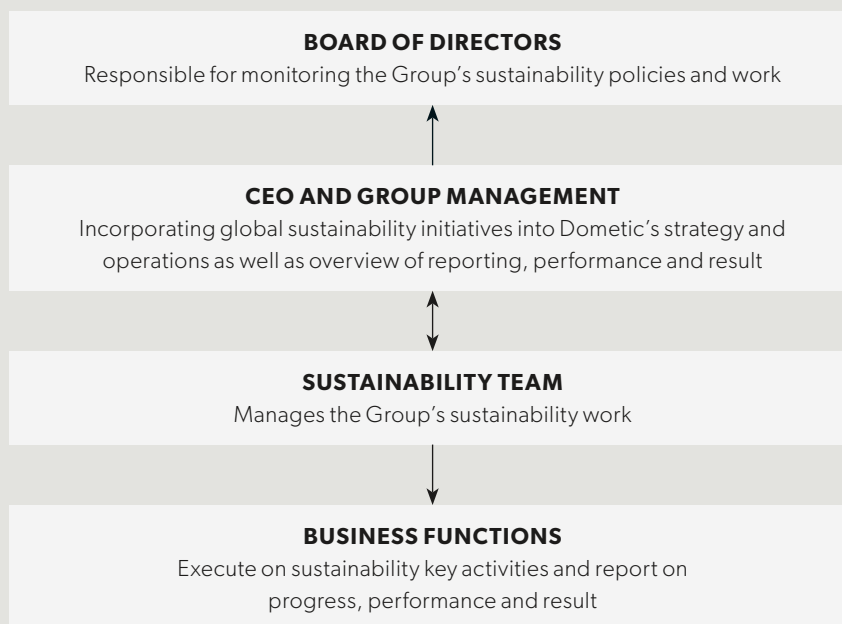 BOARD OF DIRECTORS
Responsible for monitoring the Group's sustainability policies and work
CEO AND GROUP MANAGEMENT
Incorporating global sustainability initiatives into Dometic's strategy and
operations as well as overview of reporting, performance and result
SUSTAINABILITY TEAM
Manages the Group's sustainability work
BUSINESS FUNCTIONS
Execute on sustainability key activities and report on
progress, performance and result